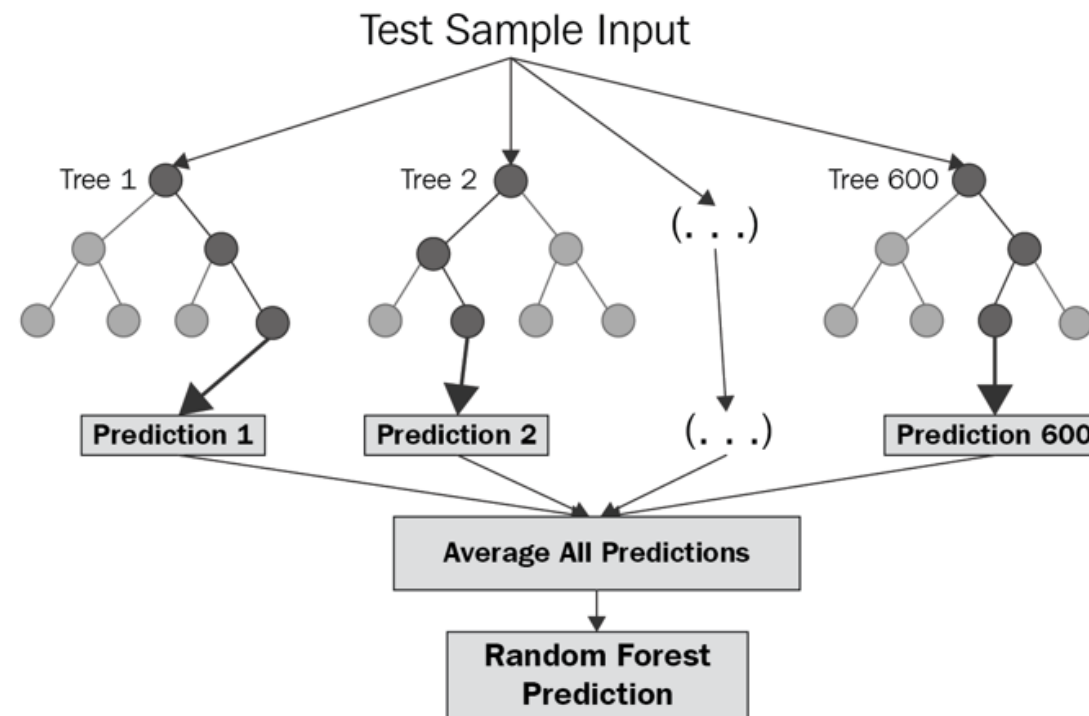 Test Sample Input
Tree 1
Tree 2
Tree 600
(. . .)
Prediction 1
Prediction 2
(. . .)
Prediction 600
Average All Predictions
Random Forest
Prediction